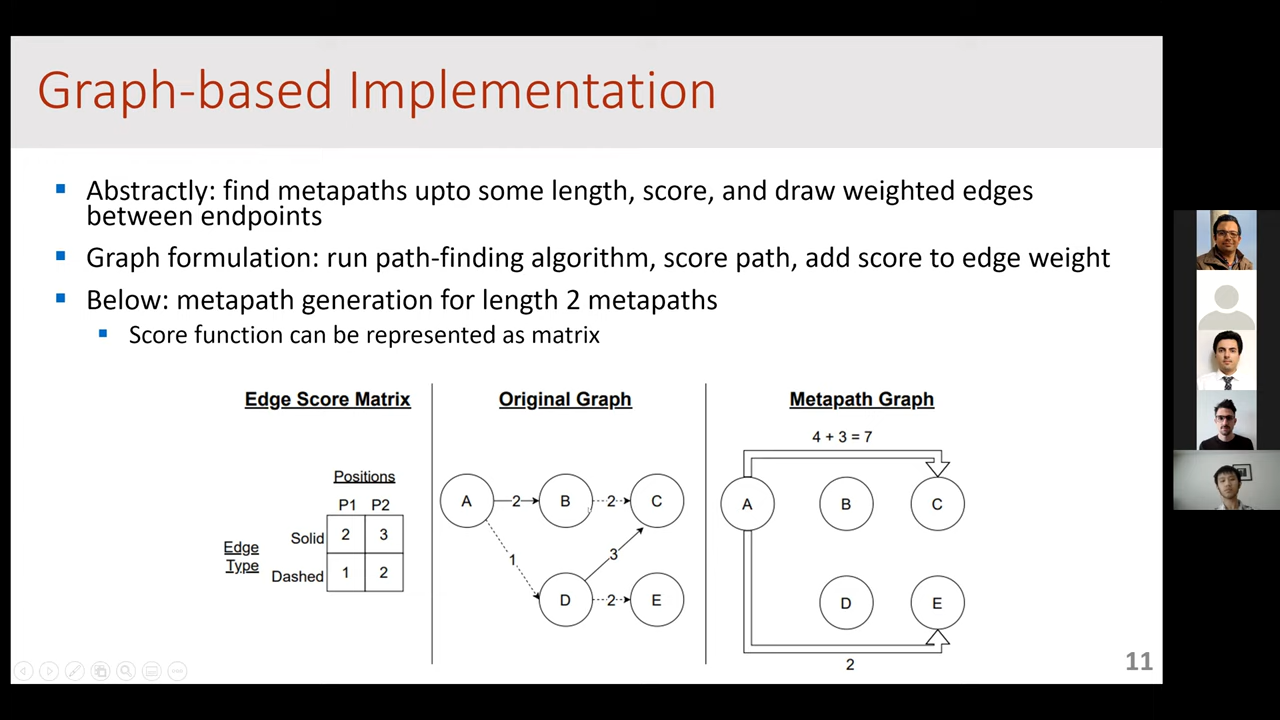 Graph-based Implementation
Abstractly: find metapaths upto some length, score, and draw weighted edges
between endpoints
Graph formulation: run path-finding algorithm, score path, add score to edge weight
Below: metapath generation for length 2 metapaths
Score function can be represented as matrix
Edge Score Matrix
Positions
P1 P2
Solid 2 3
Edge
Type
Dashed 1 2
Original Graph
A 2 B 2 C
1 3
D 2 E
Metapath Graph
4 + 3 = 7
A B C
D E
2
11